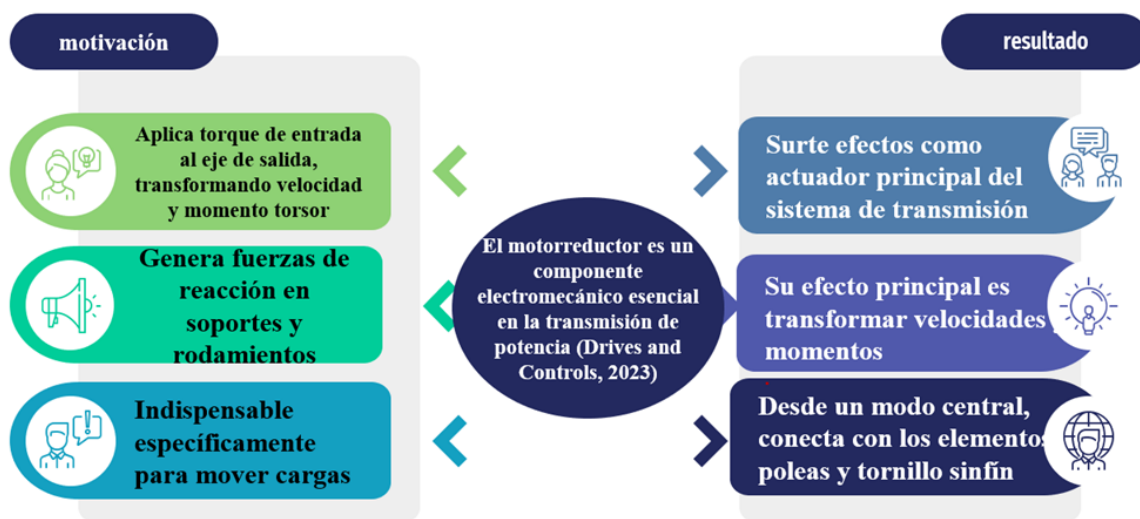 motivación
resultado
Aplica torque de entrada
al eje de salida,
transformando velocidad
y momento torsor
Genera fuerzas de
reacción en
soportes y
rodamientos
Indispensable
específicamente
para mover cargas
El motorreductor es un
componente
electromecánico esencial
en la transmisión de
potencia (Drives and
Controls, 2023)
Surte efectos como
actuador principal del
sistema de transmisión
Su efecto principal es
transformar velocidades
momentos
Desde un modo central,
conecta con los elementos
poleas y tornillo sinfín